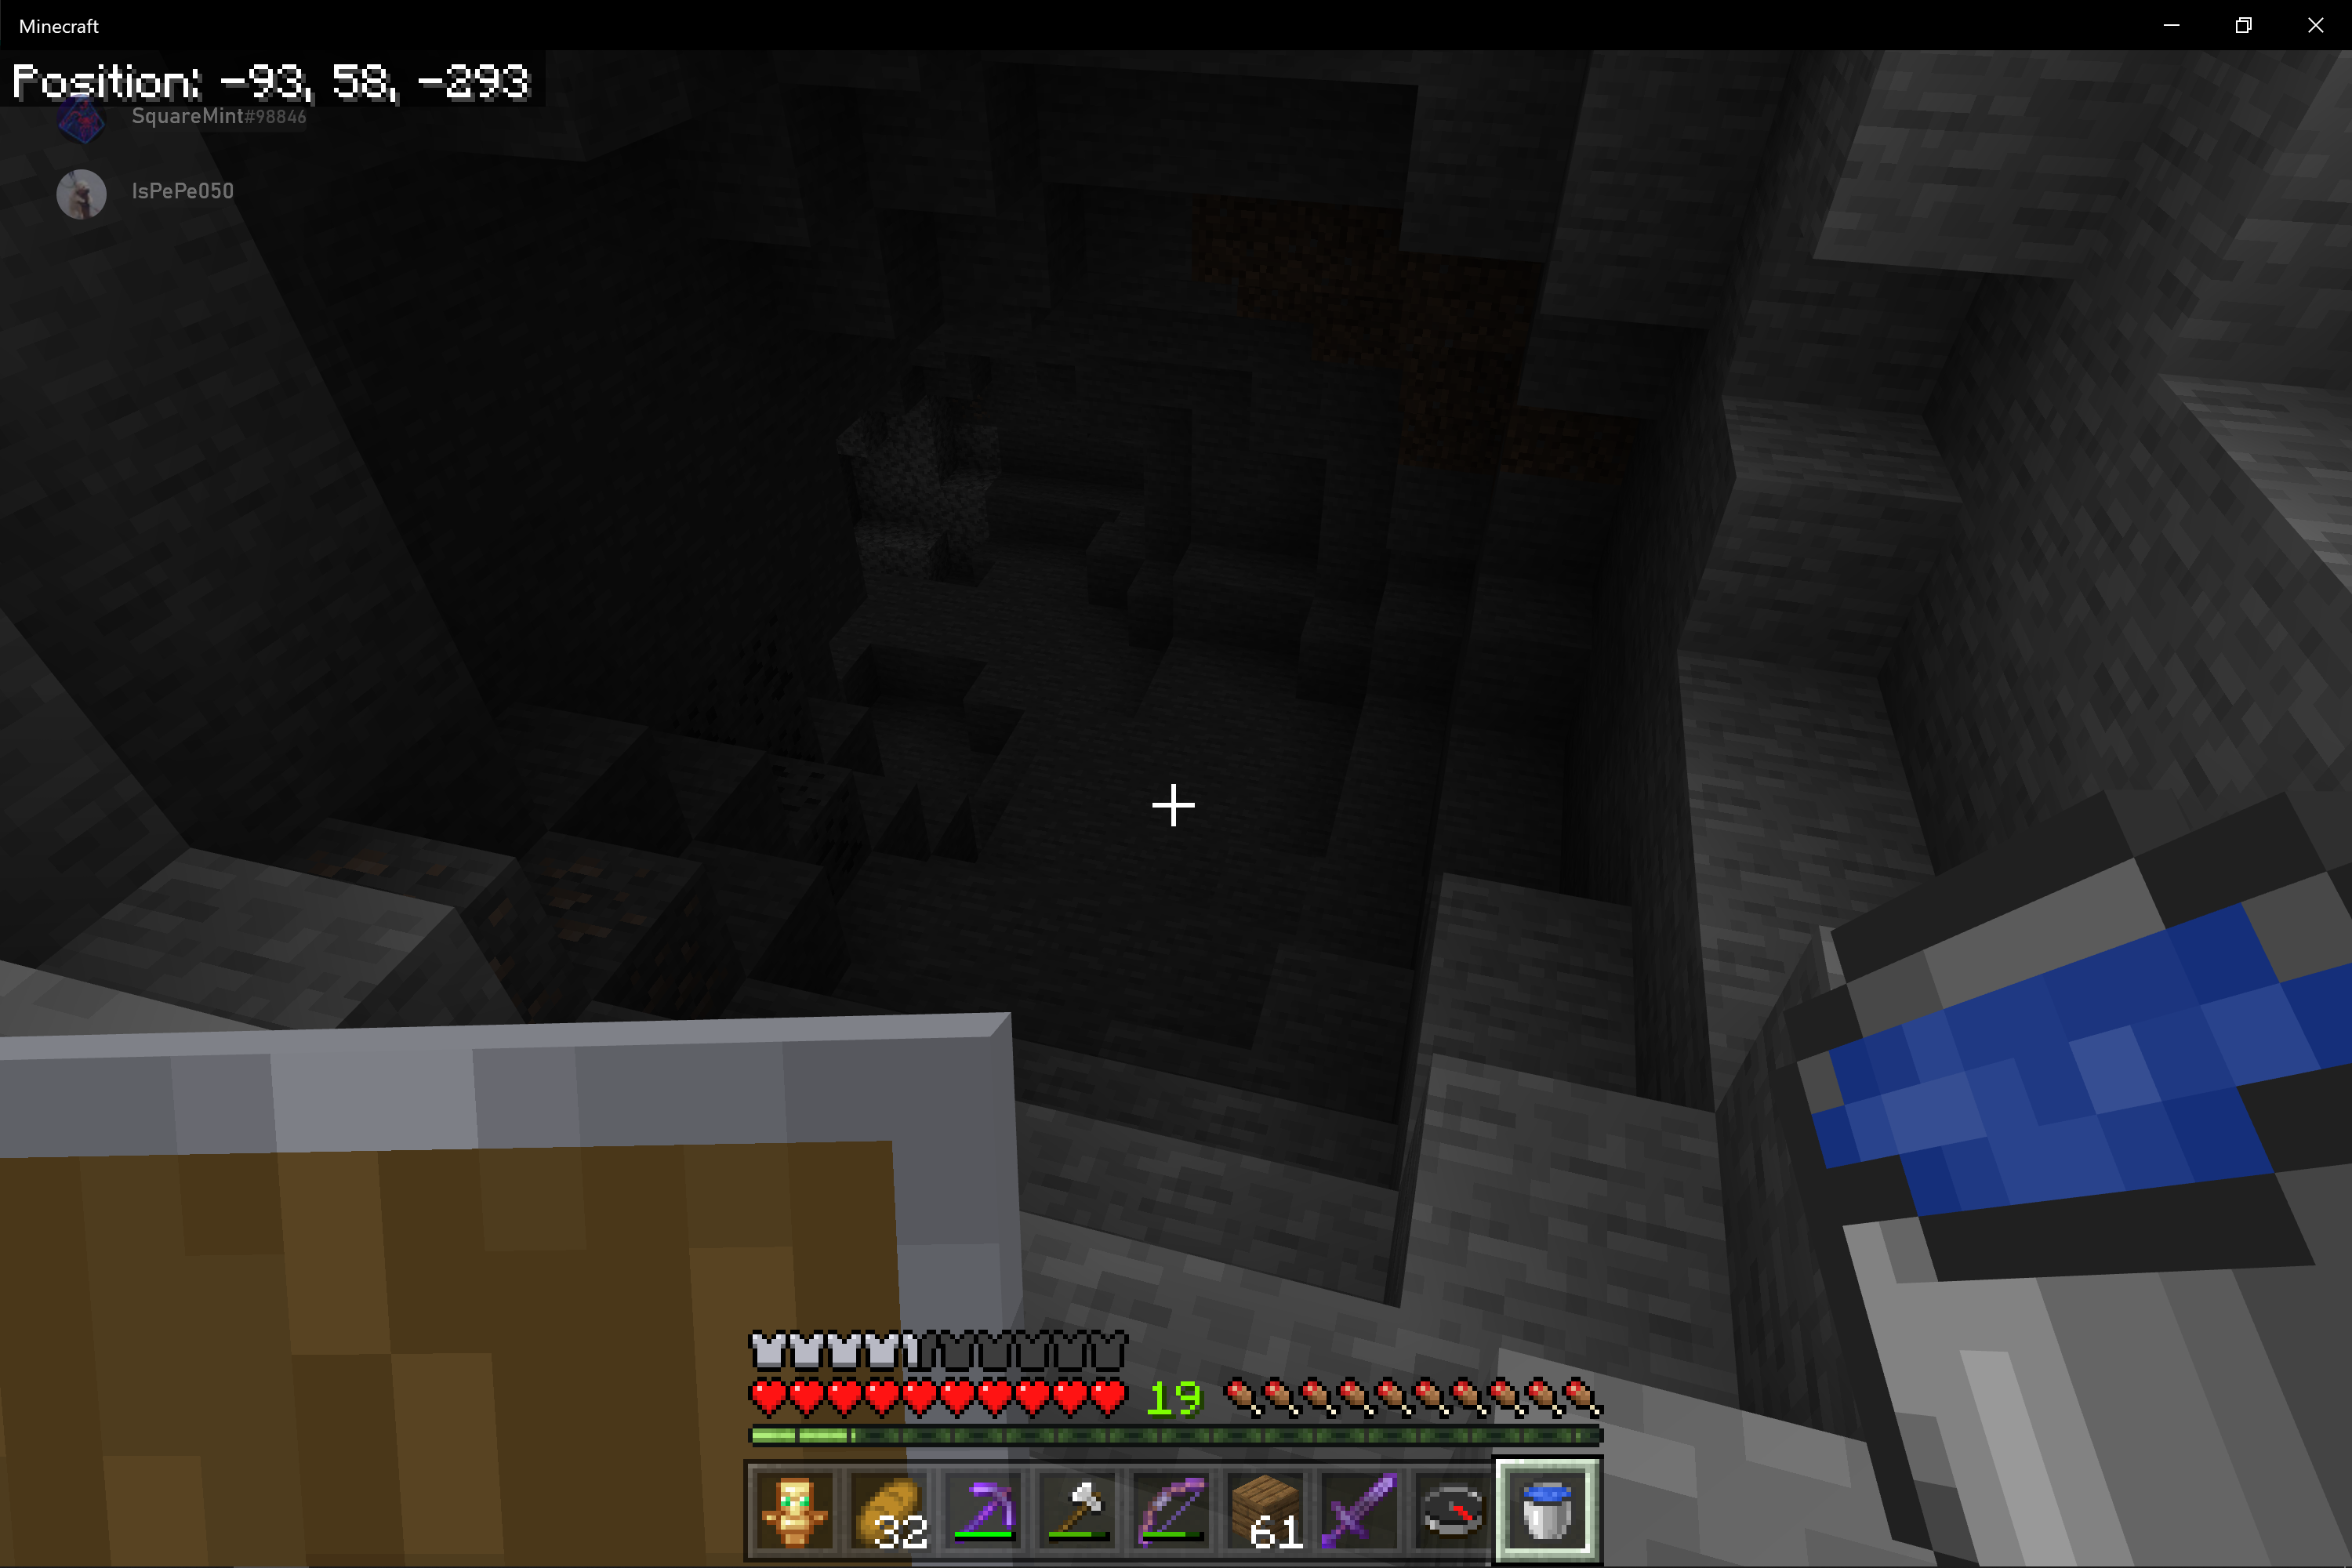 Minecraft
Position: -93, 58, -293
SquareMint#98846
IsPePe050
19
32
61